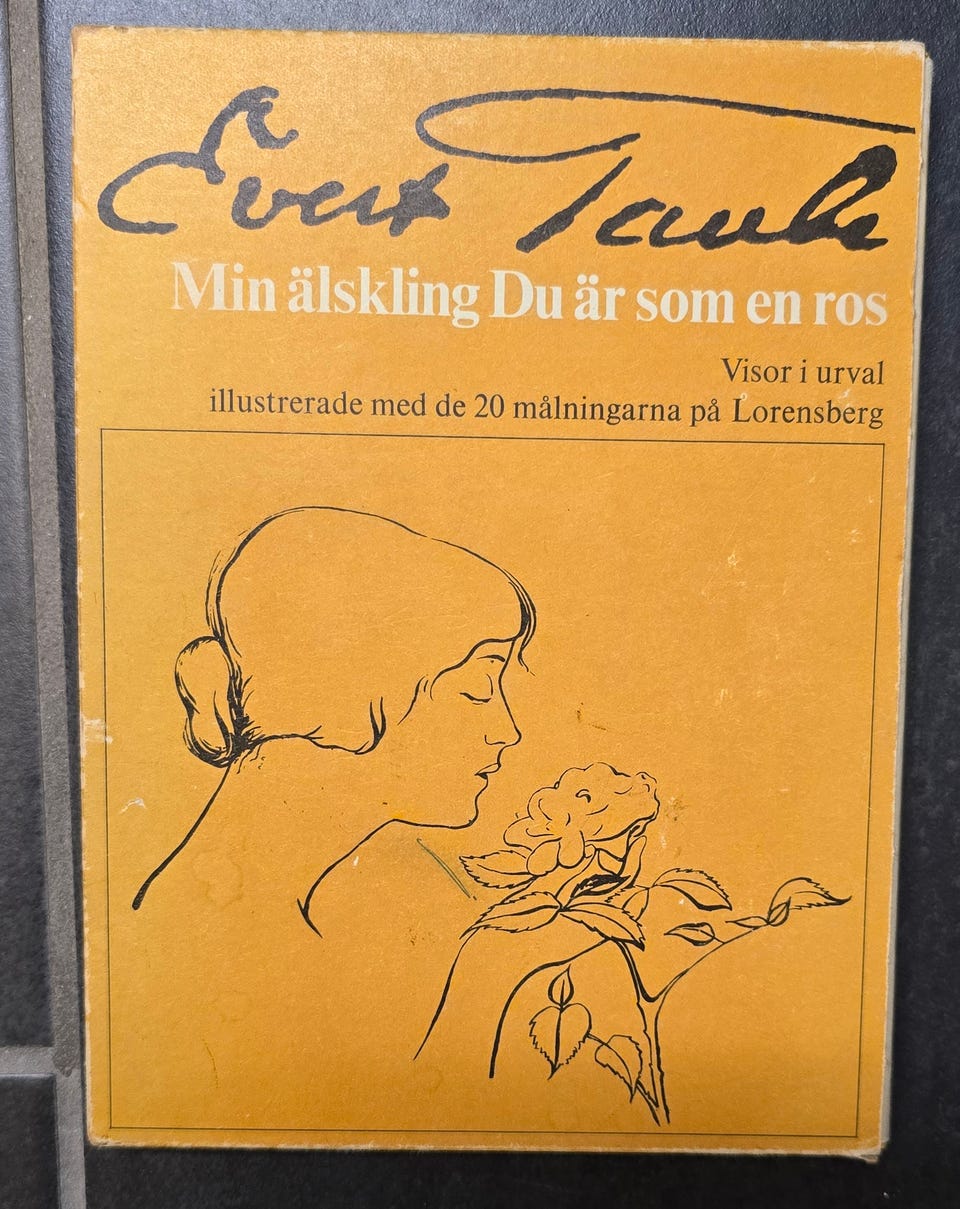 Evert Taube
Min älskling Du är som en ros
Visor i urval
illustrerade med de 20 målningarna på Lorensberg